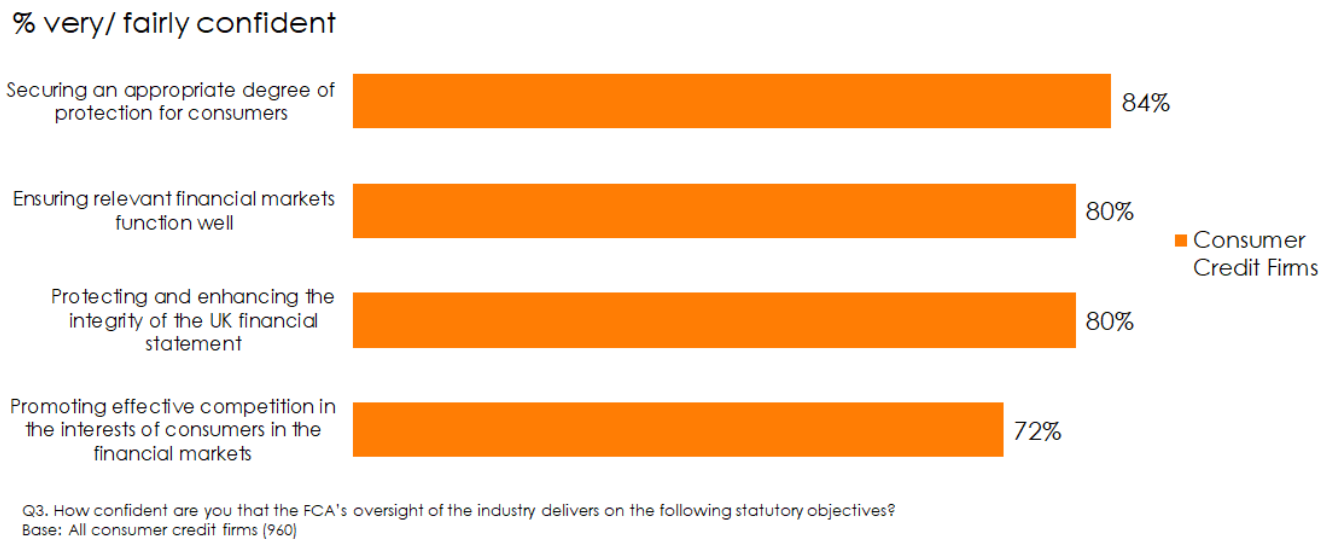 % very/ fairly confident
Securing an appropriate degree of
protection for consumers
84%
Ensuring relevant financial markets
function well
80%
Protecting and enhancing the
integrity of the UK financial
statement
80%
Promoting effective competition in
the interests of consumers in the
financial markets
72%
Consumer
Credit Firms
Q3. How confident are you that the FCA's oversight of the industry delivers on the following statutory objectives?
Base: All consumer credit firms (960)